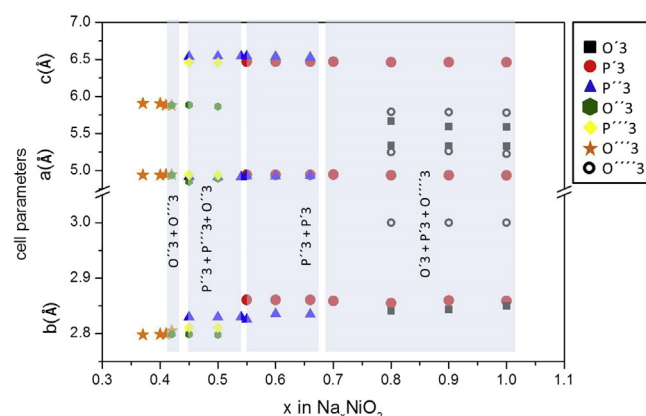 c(Å)
a(Å)
b(Å)
cell parameters
6.5
6.0
5.5
5.0
3.0
2.9
2.8
0.3 0.4 0.5 0.6 0.7 0.8 0.9 1.0 1.1
x in NaₓNiO₂
O´´3 + O´´´3
P´´3 + P´´´3+ O´´3
P´´3 + P´3
O´3 + P´3 + O´´´´3
O´3
P´3
P´´3
O´´3
P´´´3
O´´´3
O´´´´3